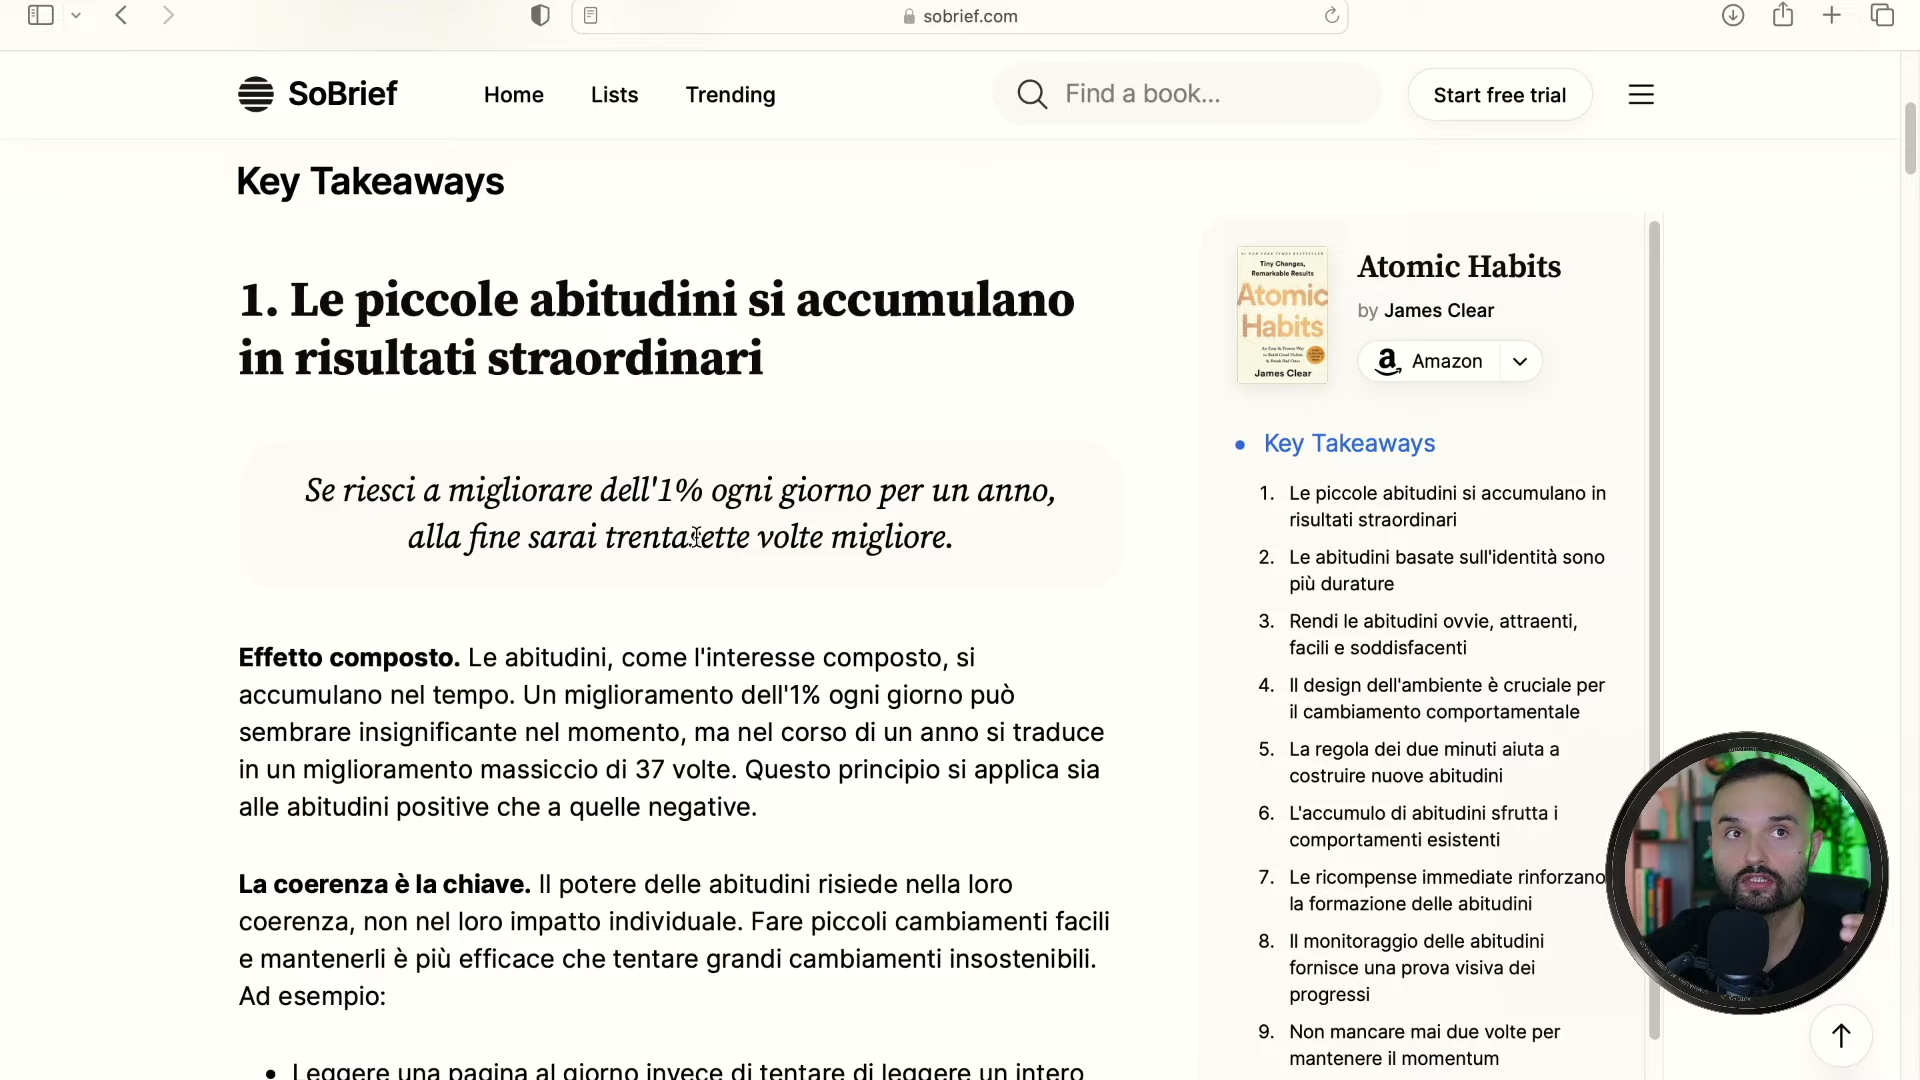 sobrief.com
SoBrief
Home
Lists
Trending
Find a book...
Start free trial
Key Takeaways
1. Le piccole abitudini si accumulano
in risultati straordinari
Se riesci a migliorare dell'1% ogni giorno per un anno,
alla fine sarai trentasette volte migliore.
Effetto composto. Le abitudini, come l'interesse composto, si
accumulano nel tempo. Un miglioramento dell'1% ogni giorno può
sembrare insignificante nel momento, ma nel corso di un anno si traduce
in un miglioramento massiccio di 37 volte. Questo principio si applica sia
alle abitudini positive che a quelle negative.
La coerenza è la chiave. Il potere delle abitudini risiede nella loro
coerenza, non nel loro impatto individuale. Fare piccoli cambiamenti facili
e mantenerli è più efficace che tentare grandi cambiamenti insostenibili.
Ad esempio:
• Leggere una pagina al giorno invece di tentare di leggere un intero
Tiny Changes,
Remarkable Results
Atomic
Habits
James Clear
Atomic Habits
by James Clear
Amazon
• Key Takeaways
1. Le piccole abitudini si accumulano in
risultati straordinari
2. Le abitudini basate sull'identità sono
più durature
3. Rendi le abitudini ovvie, attraenti,
facili e soddisfacenti
4. Il design dell'ambiente è cruciale per
il cambiamento comportamentale
5. La regola dei due minuti aiuta a
costruire nuove abitudini
6. L'accumulo di abitudini sfrutta i
comportamenti esistenti
7. Le ricompense immediate rinforzano
la formazione delle abitudini
8. Il monitoraggio delle abitudini
fornisce una prova visiva dei
progressi
9. Non mancare mai due volte per
mantenere il momentum